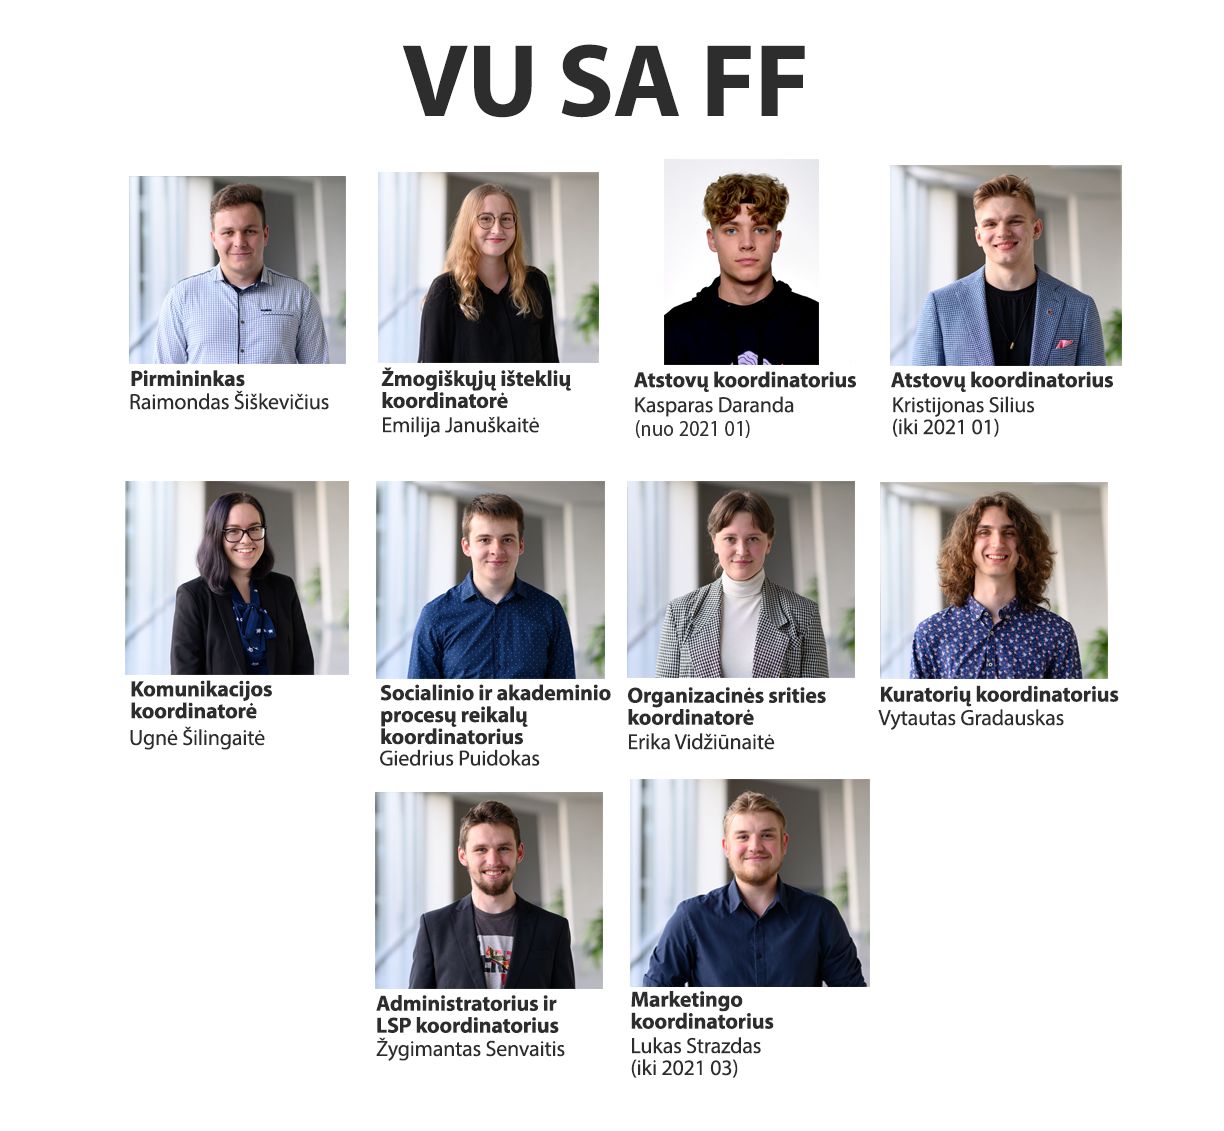 VU SA FF
Pirmininkas
Raimondas Šiškevičius
Žmogiškųjų išteklių
koordinatorė
Emilija Januškaitė
Atstovų koordinatorius
Kasparas Daranda
(nuo 2021 01)
Atstovų koordinatorius
Kristijonas Silius
(iki 2021 01)
Komunikacijos
koordinatorė
Ugnė Šilingaitė
Socialinio ir akademinio
procesų reikalų
koordinatorius
Giedrius Puidokas
Organizacinės srities
koordinatorė
Erika Vidžiūnaitė
Kuratorių koordinatorius
Vytautas Gradauskas
Administratorius ir
LSP koordinatorius
Žygimantas Senvaitis
Marketingo
koordinatorius
Lukas Strazdas
(iki 2021 03)